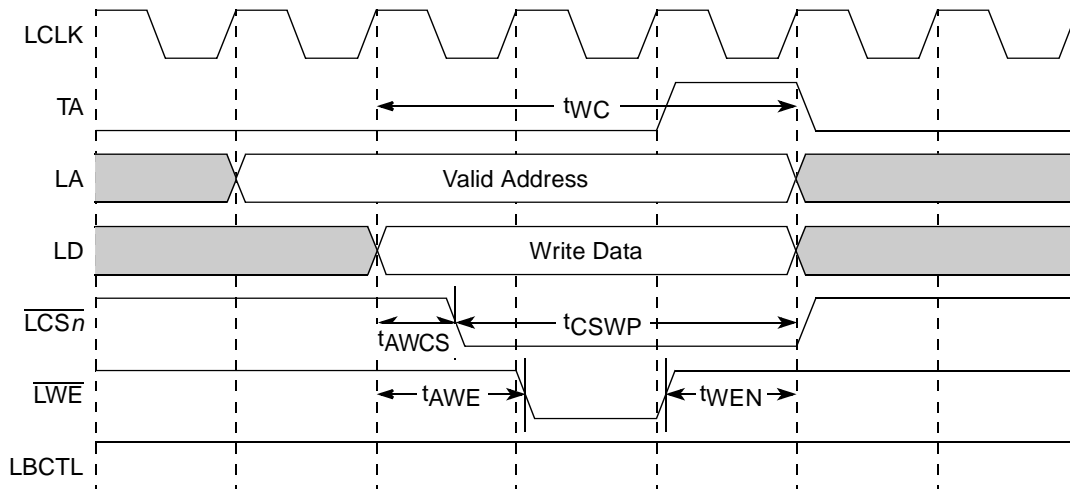 LCLK
TA
tWC
LA
Valid Address
LD
Write Data
LCSn
tAWCS
tCSWP
LWE
tAWE
tWEN
LBCTL